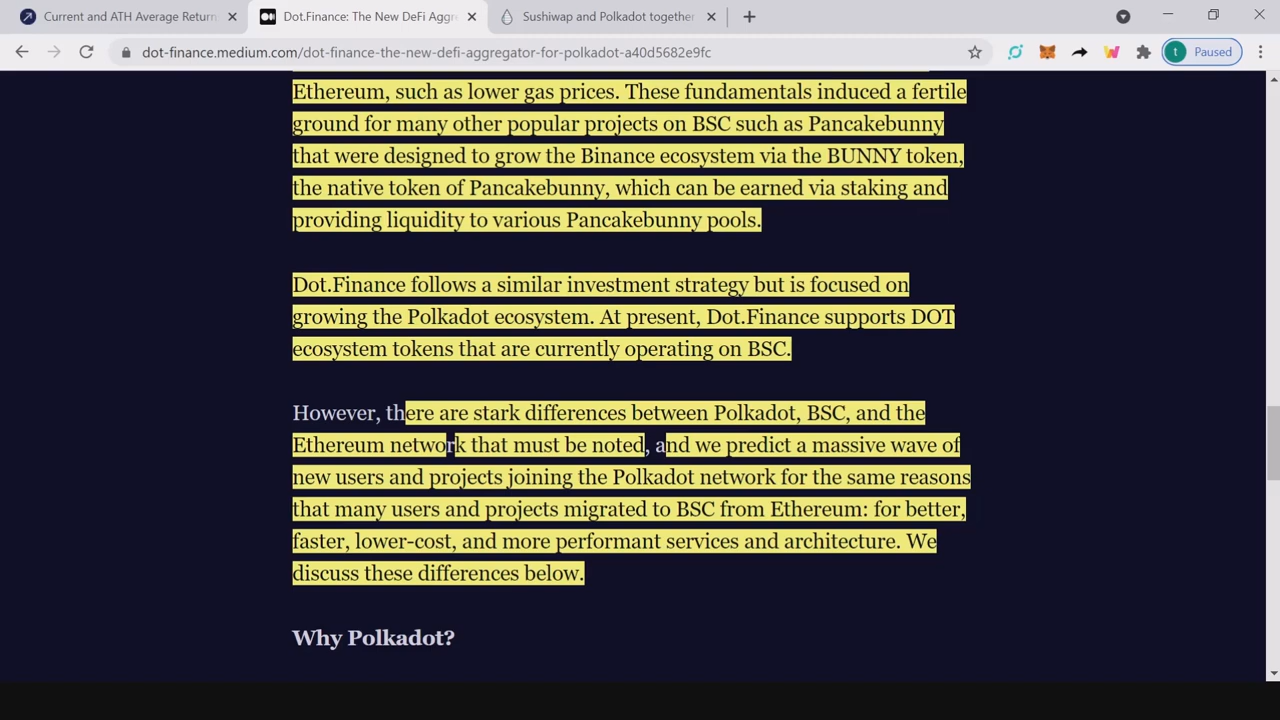 Current and ATH Average Return
Dot.Finance: The New DeFi Aggre
Sushiwap and Polkadot together
dot-finance.medium.com/dot-finance-the-new-defi-aggregator-for-polkadot-a40d5682e9fc
t Paused
Ethereum, such as lower gas prices. These fundamentals induced a fertile
ground for many other popular projects on BSC such as Pancakebunny
that were designed to grow the Binance ecosystem via the BUNNY token,
the native token of Pancakebunny, which can be earned via staking and
providing liquidity to various Pancakebunny pools.
Dot.Finance follows a similar investment strategy but is focused on
growing the Polkadot ecosystem. At present, Dot.Finance supports DOT
ecosystem tokens that are currently operating on BSC.
However, there are stark differences between Polkadot, BSC, and the
Ethereum network that must be noted, and we predict a massive wave of
new users and projects joining the Polkadot network for the same reasons
that many users and projects migrated to BSC from Ethereum: for better,
faster, lower-cost, and more performant services and architecture. We
discuss these differences below.
Why Polkadot?